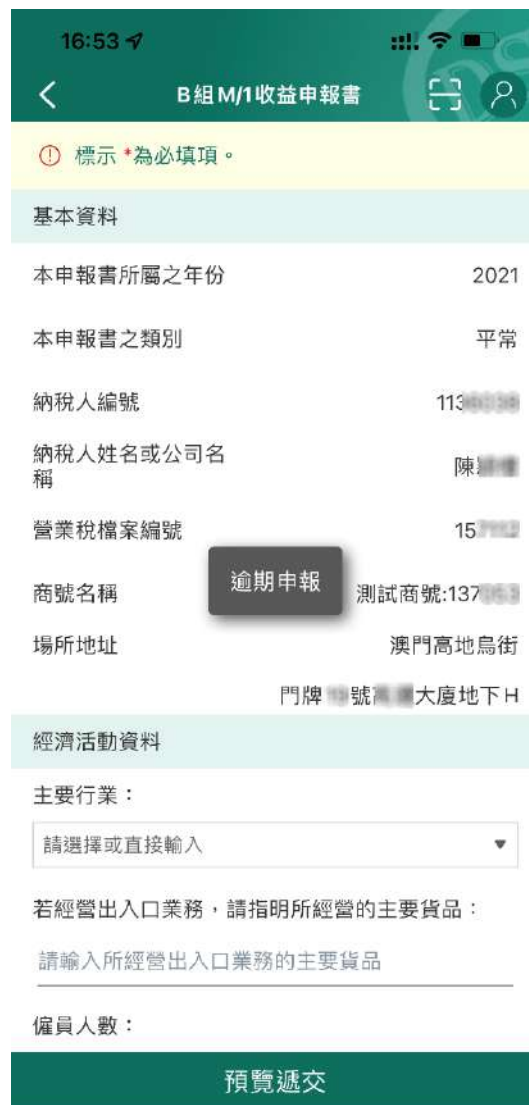 16:53
B組M/1收益申報書
標示 *為必填項。
基本資料
本申報書所屬之年份 2021
本申報書之類別 平常
納稅人編號 113
納稅人姓名或公司名 陳
稱
營業稅檔案編號 15
逾期申報
商號名稱 測試商號:137
場所地址 澳門高地烏街
門牌 號 大廈地下H
經濟活動資料
主要行業：
請選擇或直接輸入
若經營出入口業務，請指明所經營的主要貨品：
請輸入所經營出入口業務的主要貨品
僱員人數：
預覽遞交